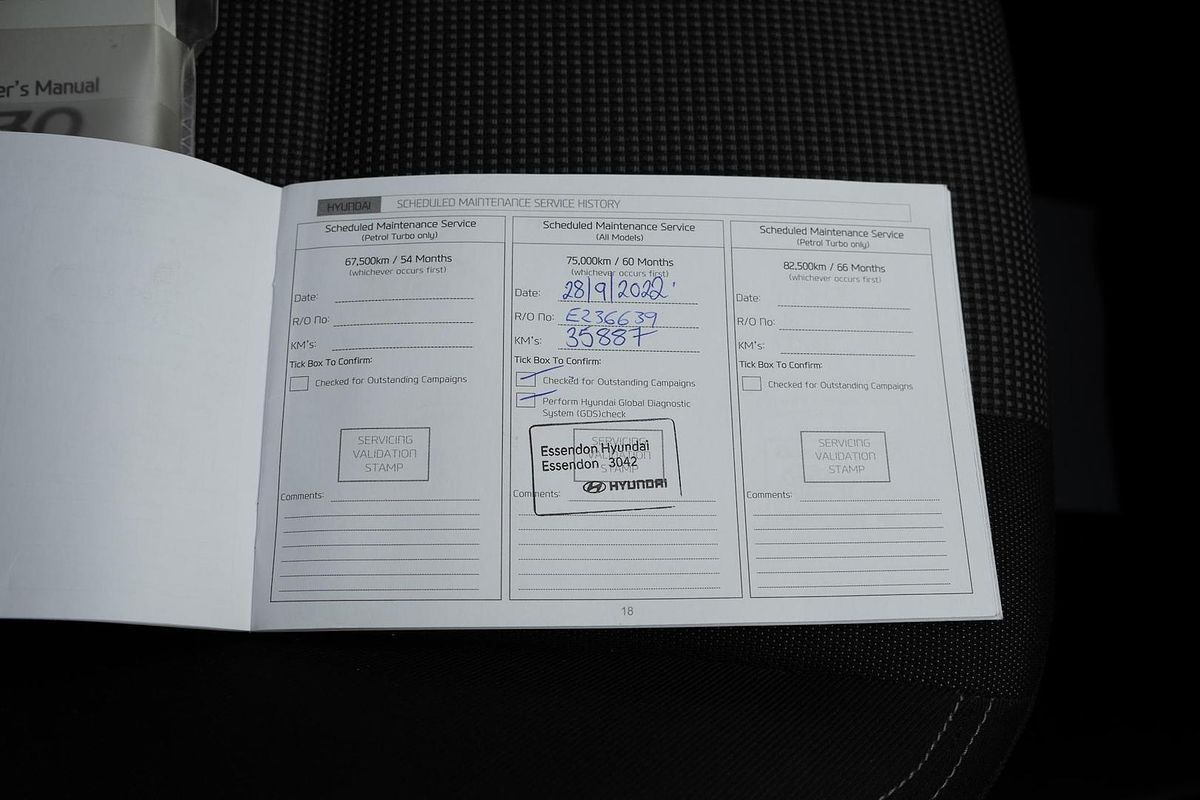 er's Manual
30
HYUNDAI SCHEDULED MAINTENANCE SERVICE HISTORY
Scheduled Maintenance Service
(Petrol Turbo only)
67,500km / 54 Months
(whichever occurs first)
Date:
R/O No:
KM's:
Tick Box To Confirm:
Checked for Outstanding Campaigns
SERVICING
VALIDATION
STAMP
Comments:
Scheduled Maintenance Service
(All Models)
75,000km / 60 Months
(whichever occurs first)
Date: 28/9/2022
R/O No: E236639
KM's: 35887
Tick Box To Confirm:
Checked for Outstanding Campaigns
Perform Hyundai Global Diagnostic
System (GDS)check
SERVICING
VALIDATION
STAMP
Essendon Hyundai
Essendon 3042
HYUNDAI
Comments:
Scheduled Maintenance Service
(Petrol Turbo only)
82,500km / 66 Months
(whichever occurs first)
Date:
R/O No:
KM's:
Tick Box To Confirm:
Checked for Outstanding Campaigns
SERVICING
VALIDATION
STAMP
Comments:
18